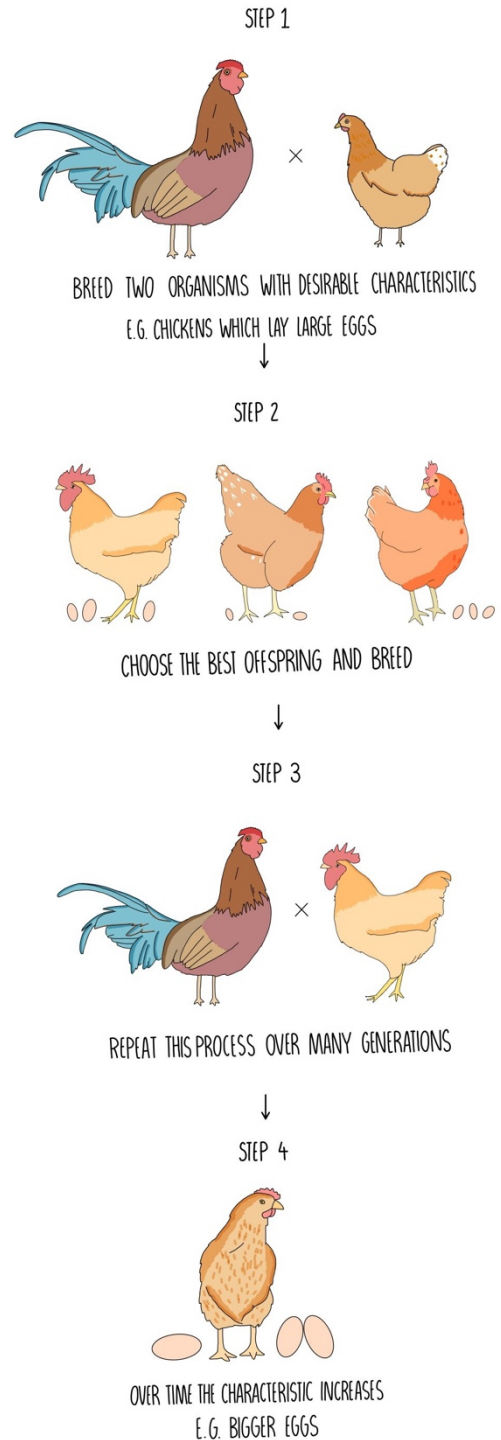 STEP 1
×
BREED TWO ORGANISMS WITH DESIRABLE CHARACTERISTICS
E.G. CHICKENS WHICH LAY LARGE EGGS
STEP 2
CHOOSE THE BEST OFFSPRING AND BREED
STEP 3
×
REPEAT THIS PROCESS OVER MANY GENERATIONS
STEP 4
OVER TIME THE CHARACTERISTIC INCREASES
E.G. BIGGER EGGS